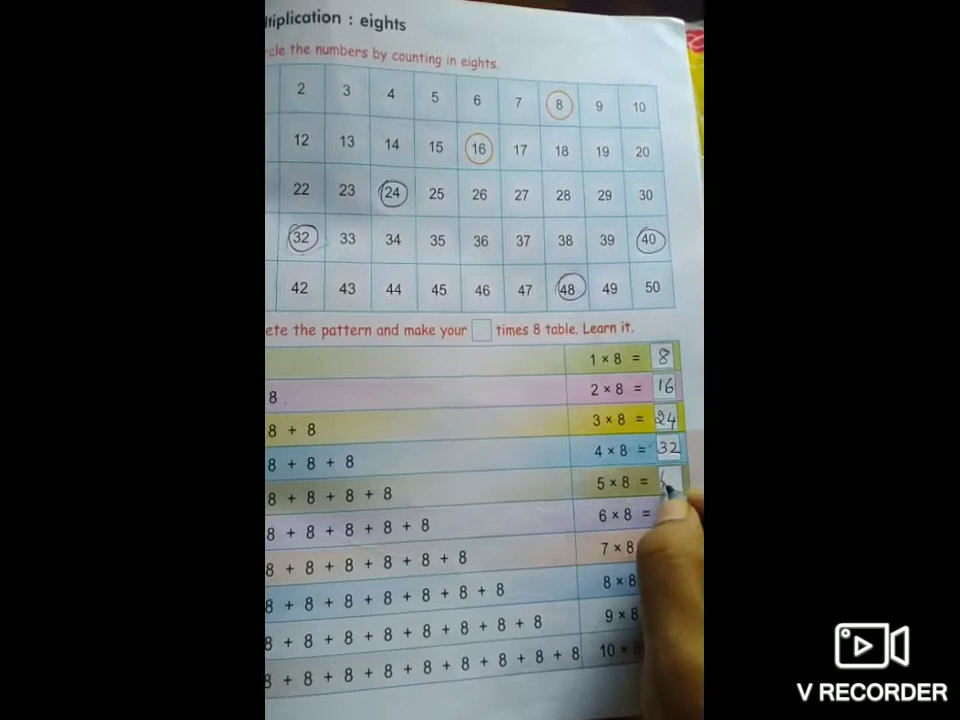 tiplication : eights
rcle the numbers by counting in eights.
2 3 4 5 6 7 8 9 10
12 13 14 15 16 17 18 19 20
22 23 24 25 26 27 28 29 30
32 33 34 35 36 37 38 39 40
42 43 44 45 46 47 48 49 50
ete the pattern and make your times 8 table. Learn it.
1 × 8 = 8
8 2 × 8 = 16
8 + 8 3 × 8 = 24
8 + 8 + 8 4 × 8 = 32
8 + 8 + 8 + 8 5 × 8 =
8 + 8 + 8 + 8 + 8 6 × 8 =
8 + 8 + 8 + 8 + 8 + 8 7 × 8
8 + 8 + 8 + 8 + 8 + 8 + 8 8 × 8
8 + 8 + 8 + 8 + 8 + 8 + 8 + 8 9 × 8
8 + 8 + 8 + 8 + 8 + 8 + 8 + 8 + 8 10 × 8
V RECORDER